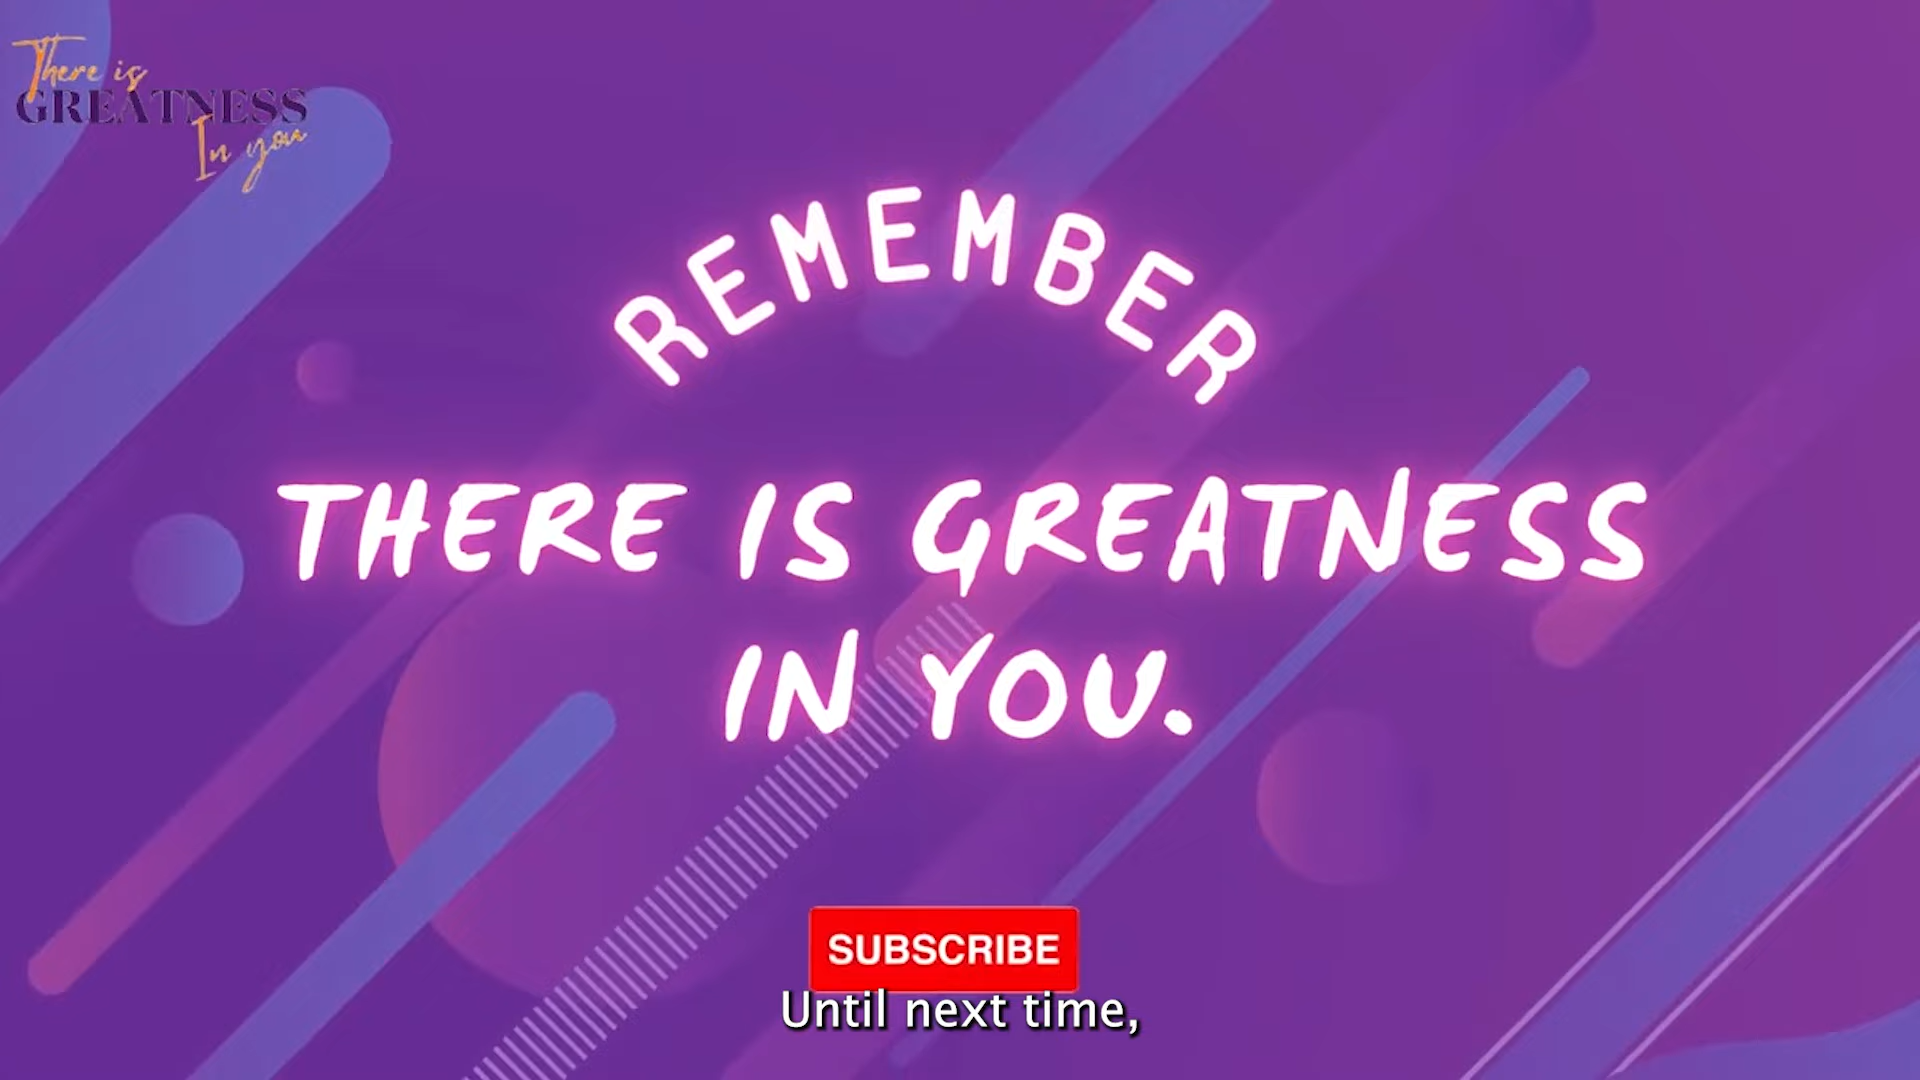 There is
GREATNESS
In you
REMEMBER
THERE IS GREATNESS
IN YOU.
SUBSCRIBE
Until next time,